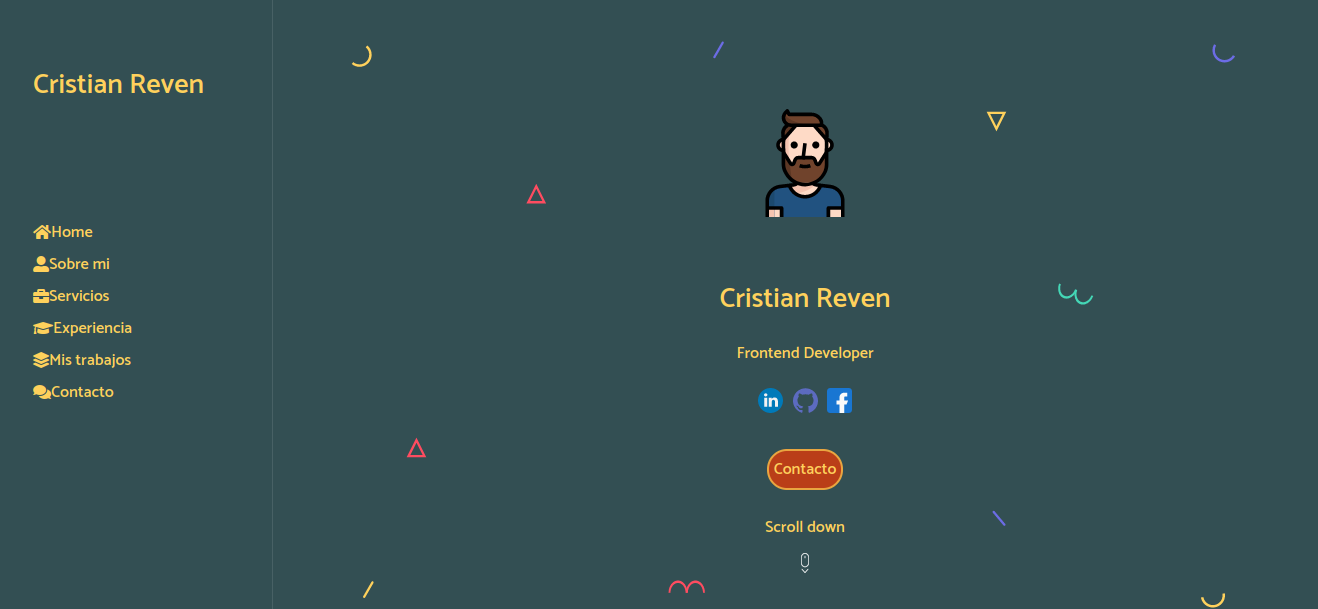 Cristian Reven
Home
Sobre mi
Servicios
Experiencia
Mis trabajos
Contacto
Cristian Reven
Frontend Developer
in
f
Contacto
Scroll down